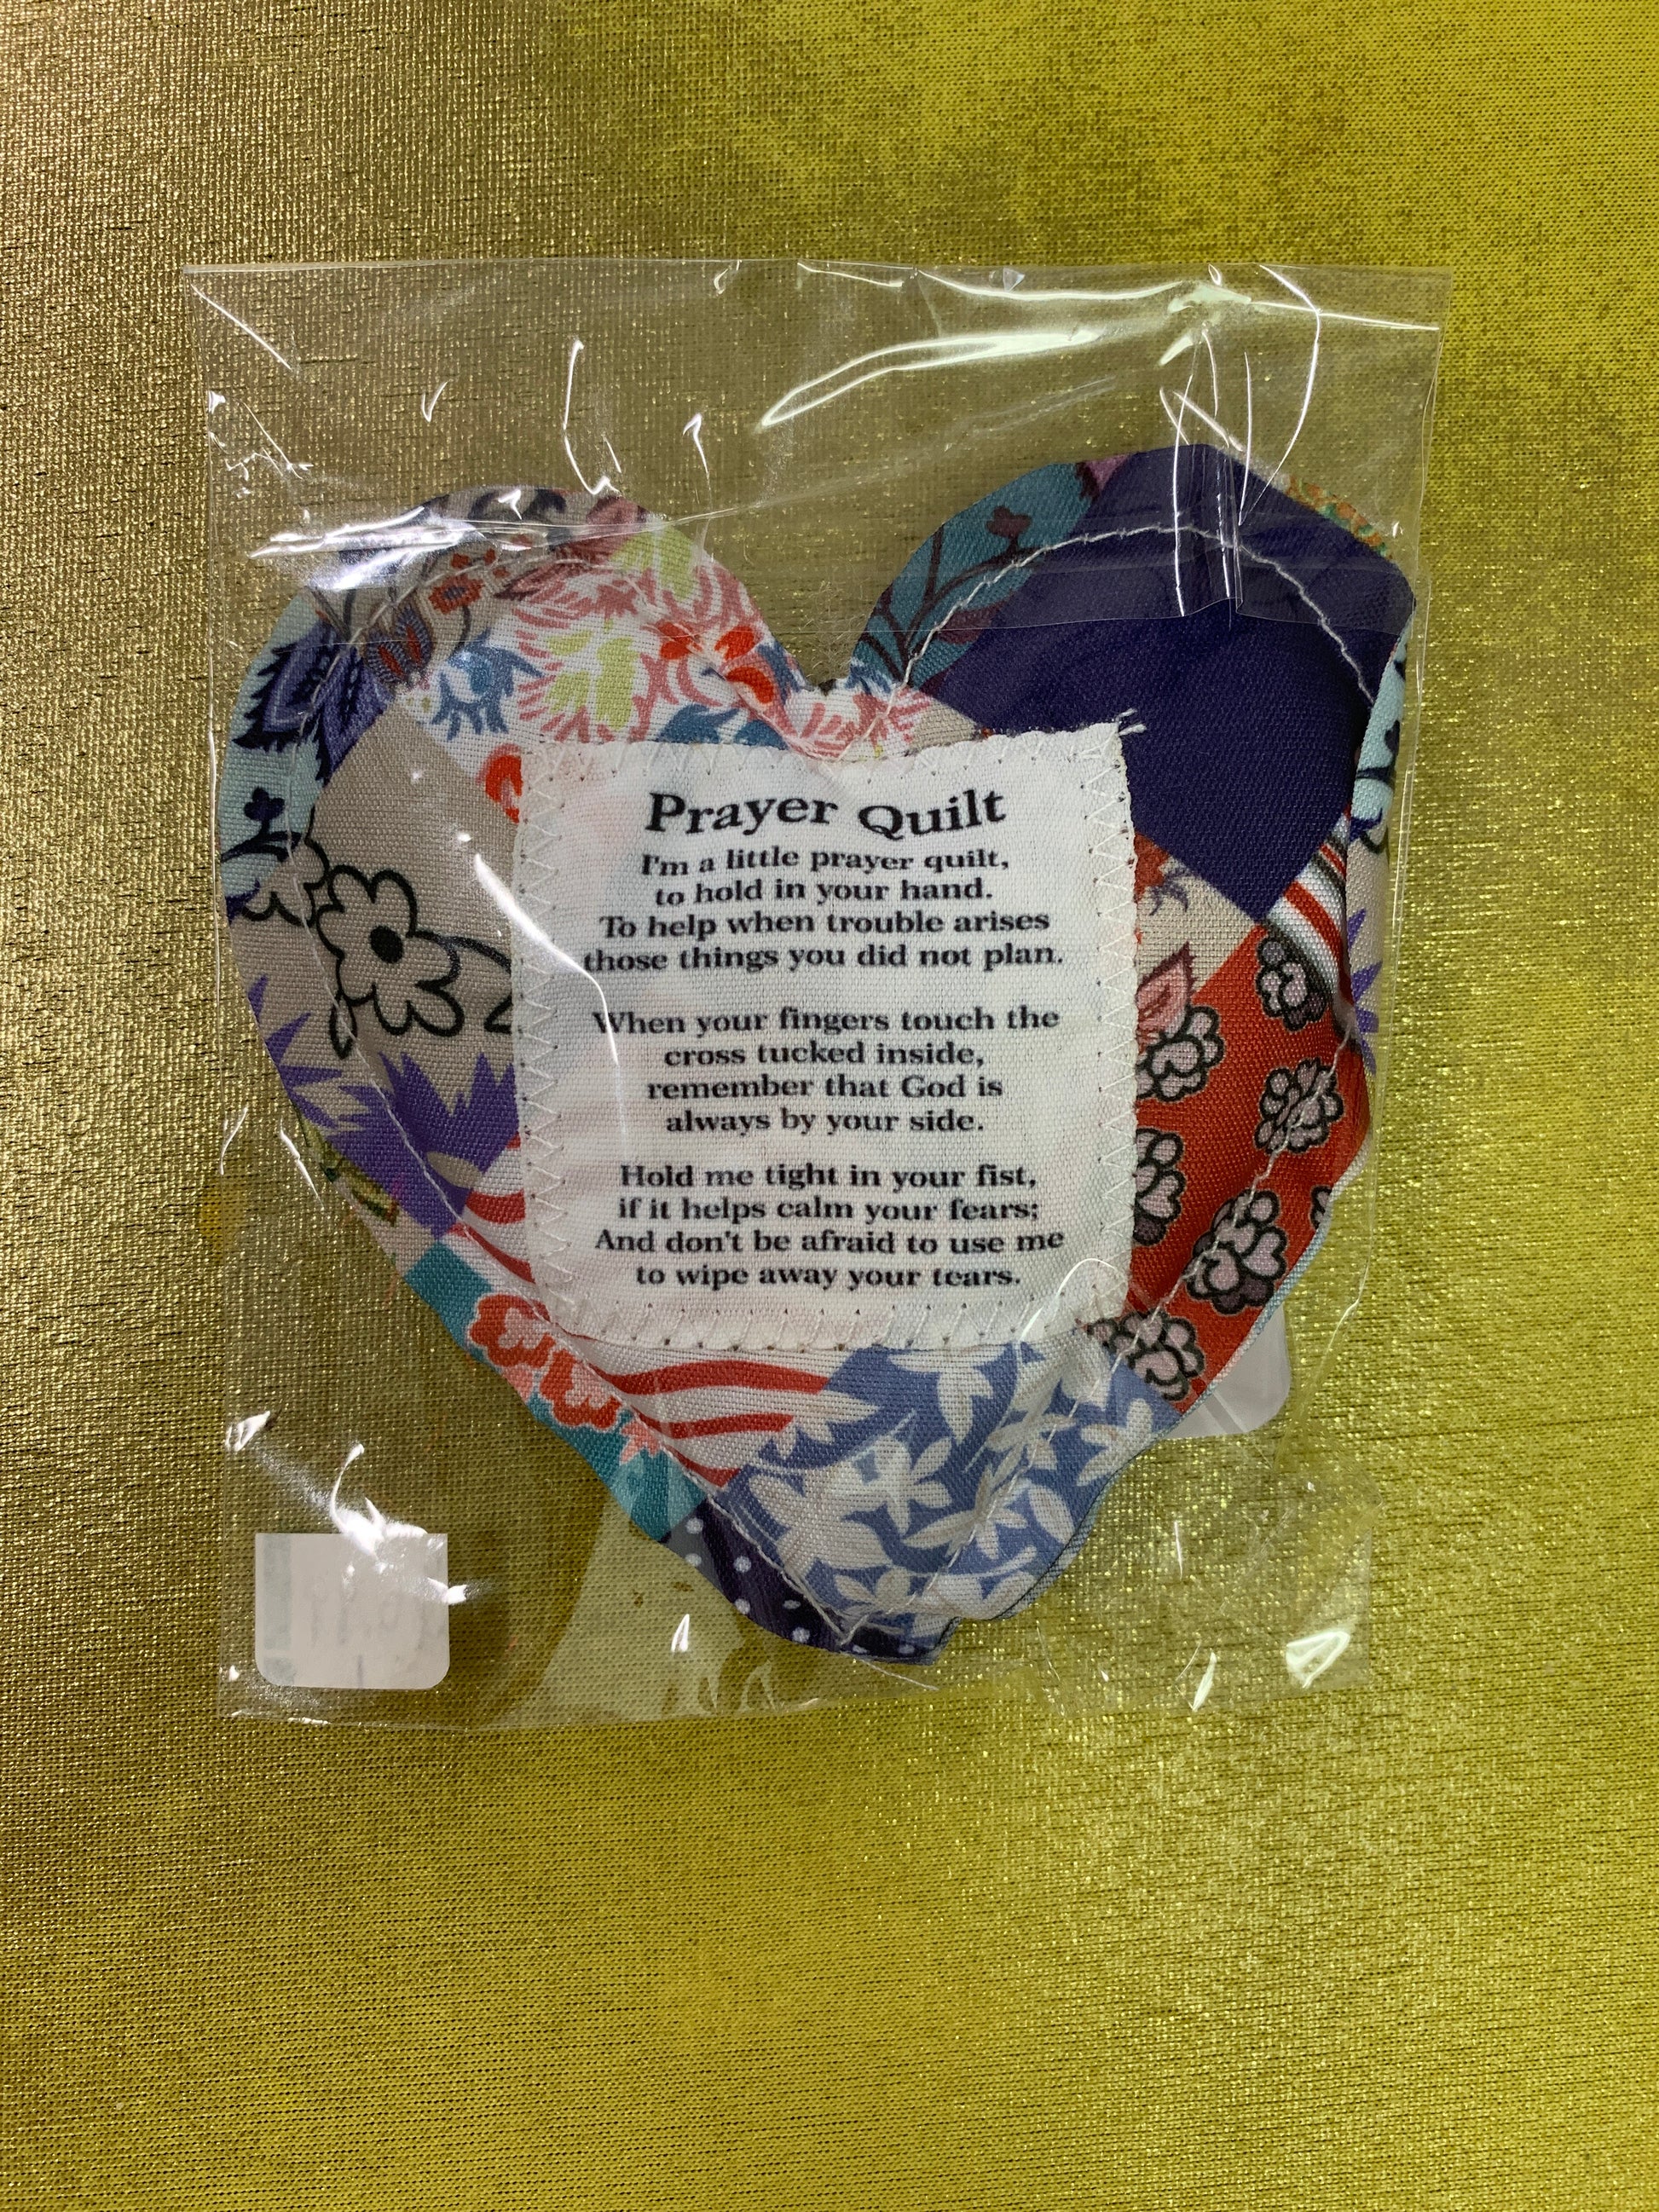 Prayer Quilt
I'm a little prayer quilt,
to hold in your hand.
To help when trouble arises
those things you did not plan.
When your fingers touch the
cross tucked inside,
remember that God is
always by your side.
Hold me tight in your fist,
if it helps calm your fears;
And don't be afraid to use me
to wipe away your tears.